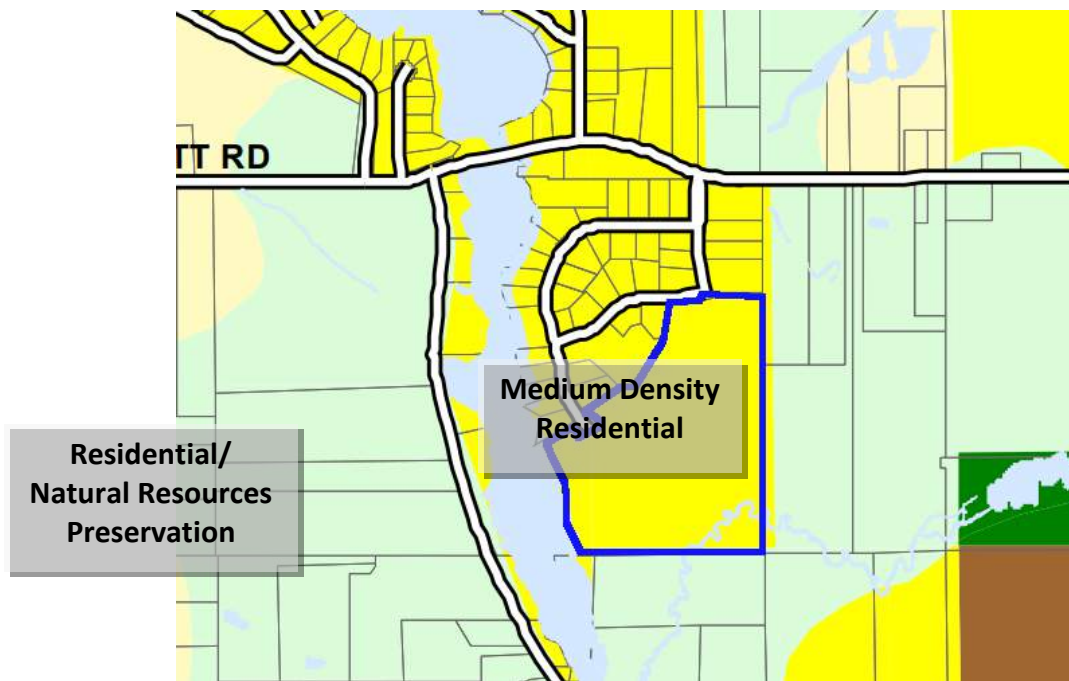 TT RD
Medium Density
Residential
Residential/
Natural Resources
Preservation